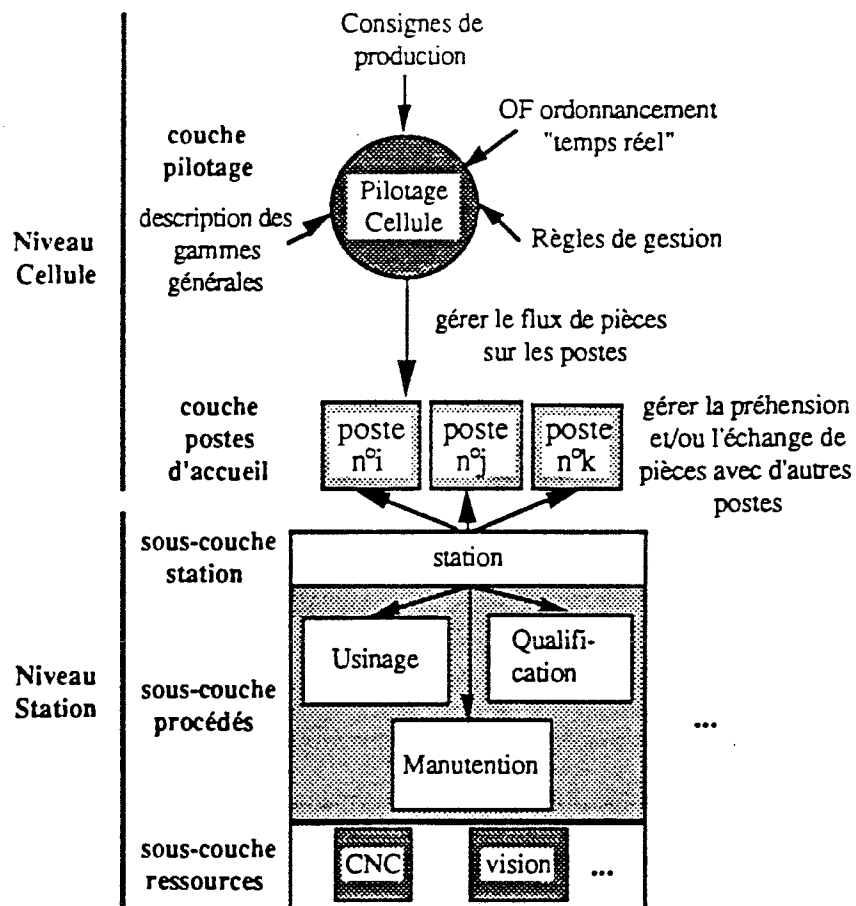 Consignes de
production
OF ordonnancement
"temps réel"
couche
pilotage
Pilotage
Cellule
description des
gammes
générales
Règles de gestion
Niveau
Cellule
gérer le flux de pièces
sur les postes
couche
postes
d'accueil
poste
n°i
poste
n°j
poste
n°k
gérer la préhension
et/ou l'échange de
pièces avec d'autres
postes
sous-couche
station
station
Niveau
Station
sous-couche
procédés
Usinage
Qualifi-
cation
Manutention
...
sous-couche
ressources
CNC
vision
...